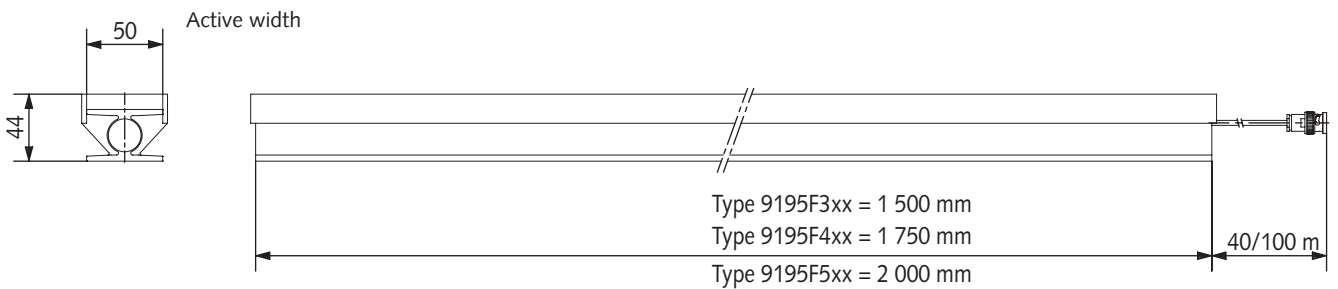 Active width
50
44
Type 9195F3xx = 1 500 mm
Type 9195F4xx = 1 750 mm
40/100 m
Type 9195F5xx = 2 000 mm